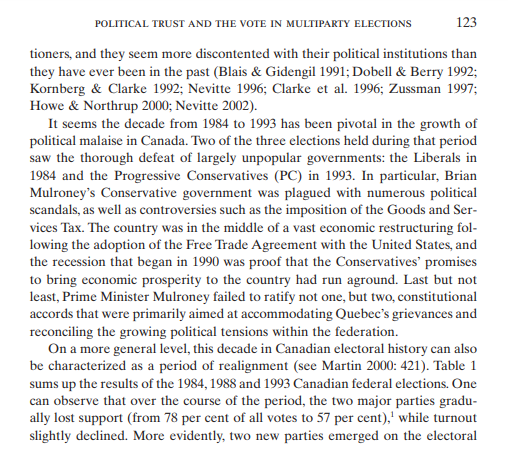 POLITICAL TRUST AND THE VOTE IN MULTIPARTY ELECTIONS 123
tioners, and they seem more discontented with their political institutions than
they have ever been in the past (Blais & Gidengil 1991; Dobell & Berry 1992;
Kornberg & Clarke 1992; Nevitte 1996; Clarke et al. 1996; Zussman 1997;
Howe & Northrup 2000; Nevitte 2002).
It seems the decade from 1984 to 1993 has been pivotal in the growth of
political malaise in Canada. Two of the three elections held during that period
saw the thorough defeat of largely unpopular governments: the Liberals in
1984 and the Progressive Conservatives (PC) in 1993. In particular, Brian
Mulroney's Conservative government was plagued with numerous political
scandals, as well as controversies such as the imposition of the Goods and Ser-
vices Tax. The country was in the middle of a vast economic restructuring fol-
lowing the adoption of the Free Trade Agreement with the United States, and
the recession that began in 1990 was proof that the Conservatives' promises
to bring economic prosperity to the country had run aground. Last but not
least, Prime Minister Mulroney failed to ratify not one, but two, constitutional
accords that were primarily aimed at accommodating Quebec's grievances and
reconciling the growing political tensions within the federation.
On a more general level, this decade in Canadian electoral history can also
be characterized as a period of realignment (see Martin 2000: 421). Table 1
sums up the results of the 1984, 1988 and 1993 Canadian federal elections. One
can observe that over the course of the period, the two major parties gradu-
ally lost support (from 78 per cent of all votes to 57 per cent),¹ while turnout
slightly declined. More evidently, two new parties emerged on the electoral